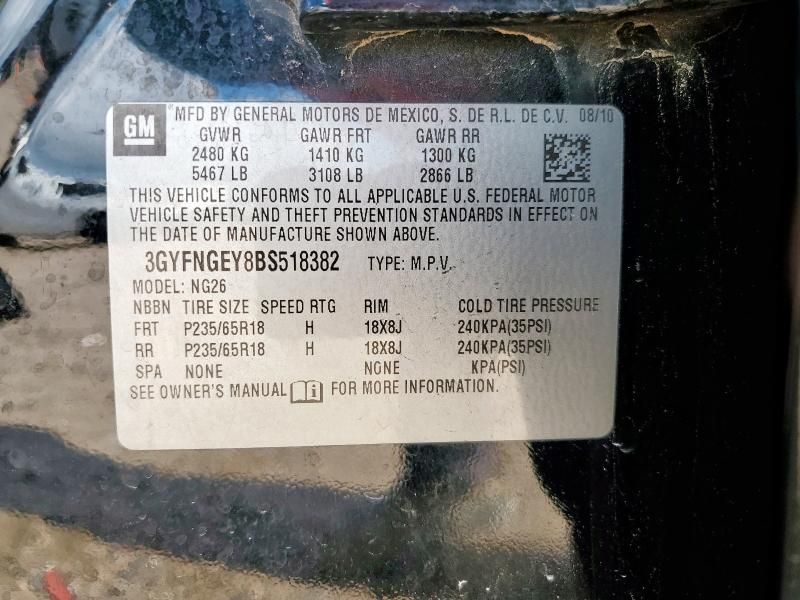 GM
MFD BY GENERAL MOTORS DE MEXICO, S. DE R.L. DE C.V. 08/10
GVWR GAWR FRT GAWR RR
2480 KG 1410 KG 1300 KG
5467 LB 3108 LB 2866 LB
THIS VEHICLE CONFORMS TO ALL APPLICABLE U.S. FEDERAL MOTOR
VEHICLE SAFETY AND THEFT PREVENTION STANDARDS IN EFFECT ON
THE DATE OF MANUFACTURE SHOWN ABOVE.
3GYFNGEY8BS518382 TYPE: M.P.V.
MODEL: NG26
NBBN TIRE SIZE SPEED RTG RIM COLD TIRE PRESSURE
FRT P235/65R18 H 18X8J 240KPA(35PSI)
RR P235/65R18 H 18X8J 240KPA(35PSI)
SPA NONE NONE KPA(PSI)
SEE OWNER'S MANUAL FOR MORE INFORMATION.